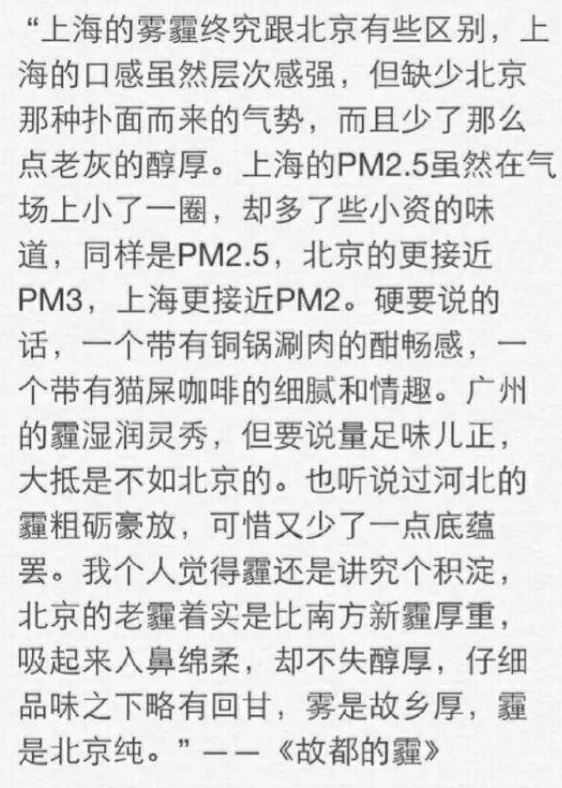 “上海的雾霾终究跟北京有些区别，上
海的口感虽然层次感强，但缺少北京
那种扑面而来的气势，而且少了那么
点老灰的醇厚。上海的PM2.5虽然在气
场上小了一圈，却多了些小资的味
道，同样是PM2.5，北京的更接近
PM3，上海更接近PM2。硬要说的
话，一个带有铜锅涮肉的酣畅感，一
个带有猫屎咖啡的细腻和情趣。广州
的霾湿润灵秀，但要说量足味儿正，
大抵是不如北京的。也听说过河北的
霾粗砺豪放，可惜又少了一点底蕴
罢。我个人觉得霾还是讲究个积淀，
北京的老霾着实是比南方新霾厚重，
吸起来入鼻绵柔，却不失醇厚，仔细
品味之下略有回甘，雾是故乡厚，霾
是北京纯。”——《故都的霾》